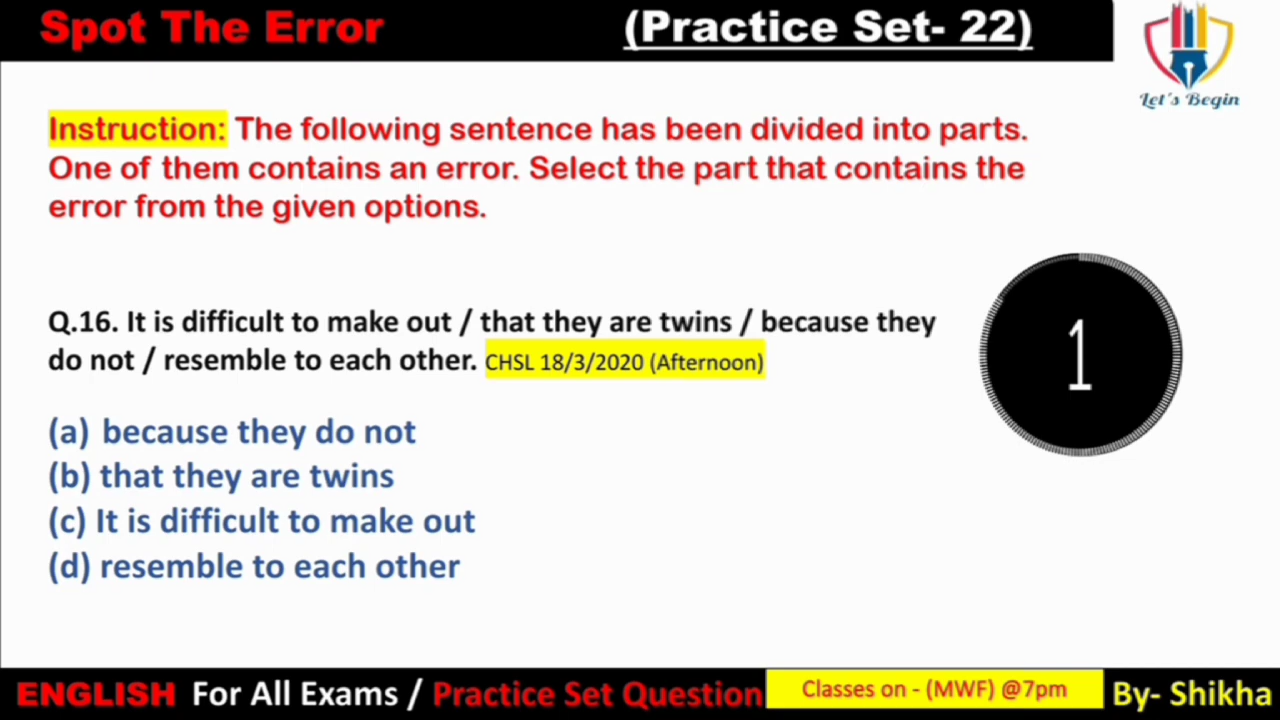 Spot The Error
(Practice Set- 22)
Let's Begin
Instruction: The following sentence has been divided into parts.
One of them contains an error. Select the part that contains the
error from the given options.
Q.16. It is difficult to make out / that they are twins / because they
do not / resemble to each other. CHSL 18/3/2020 (Afternoon)
1
(a) because they do not
(b) that they are twins
(c) It is difficult to make out
(d) resemble to each other
ENGLISH For All Exams / Practice Set Question
Classes on - (MWF) @7pm
By- Shikha